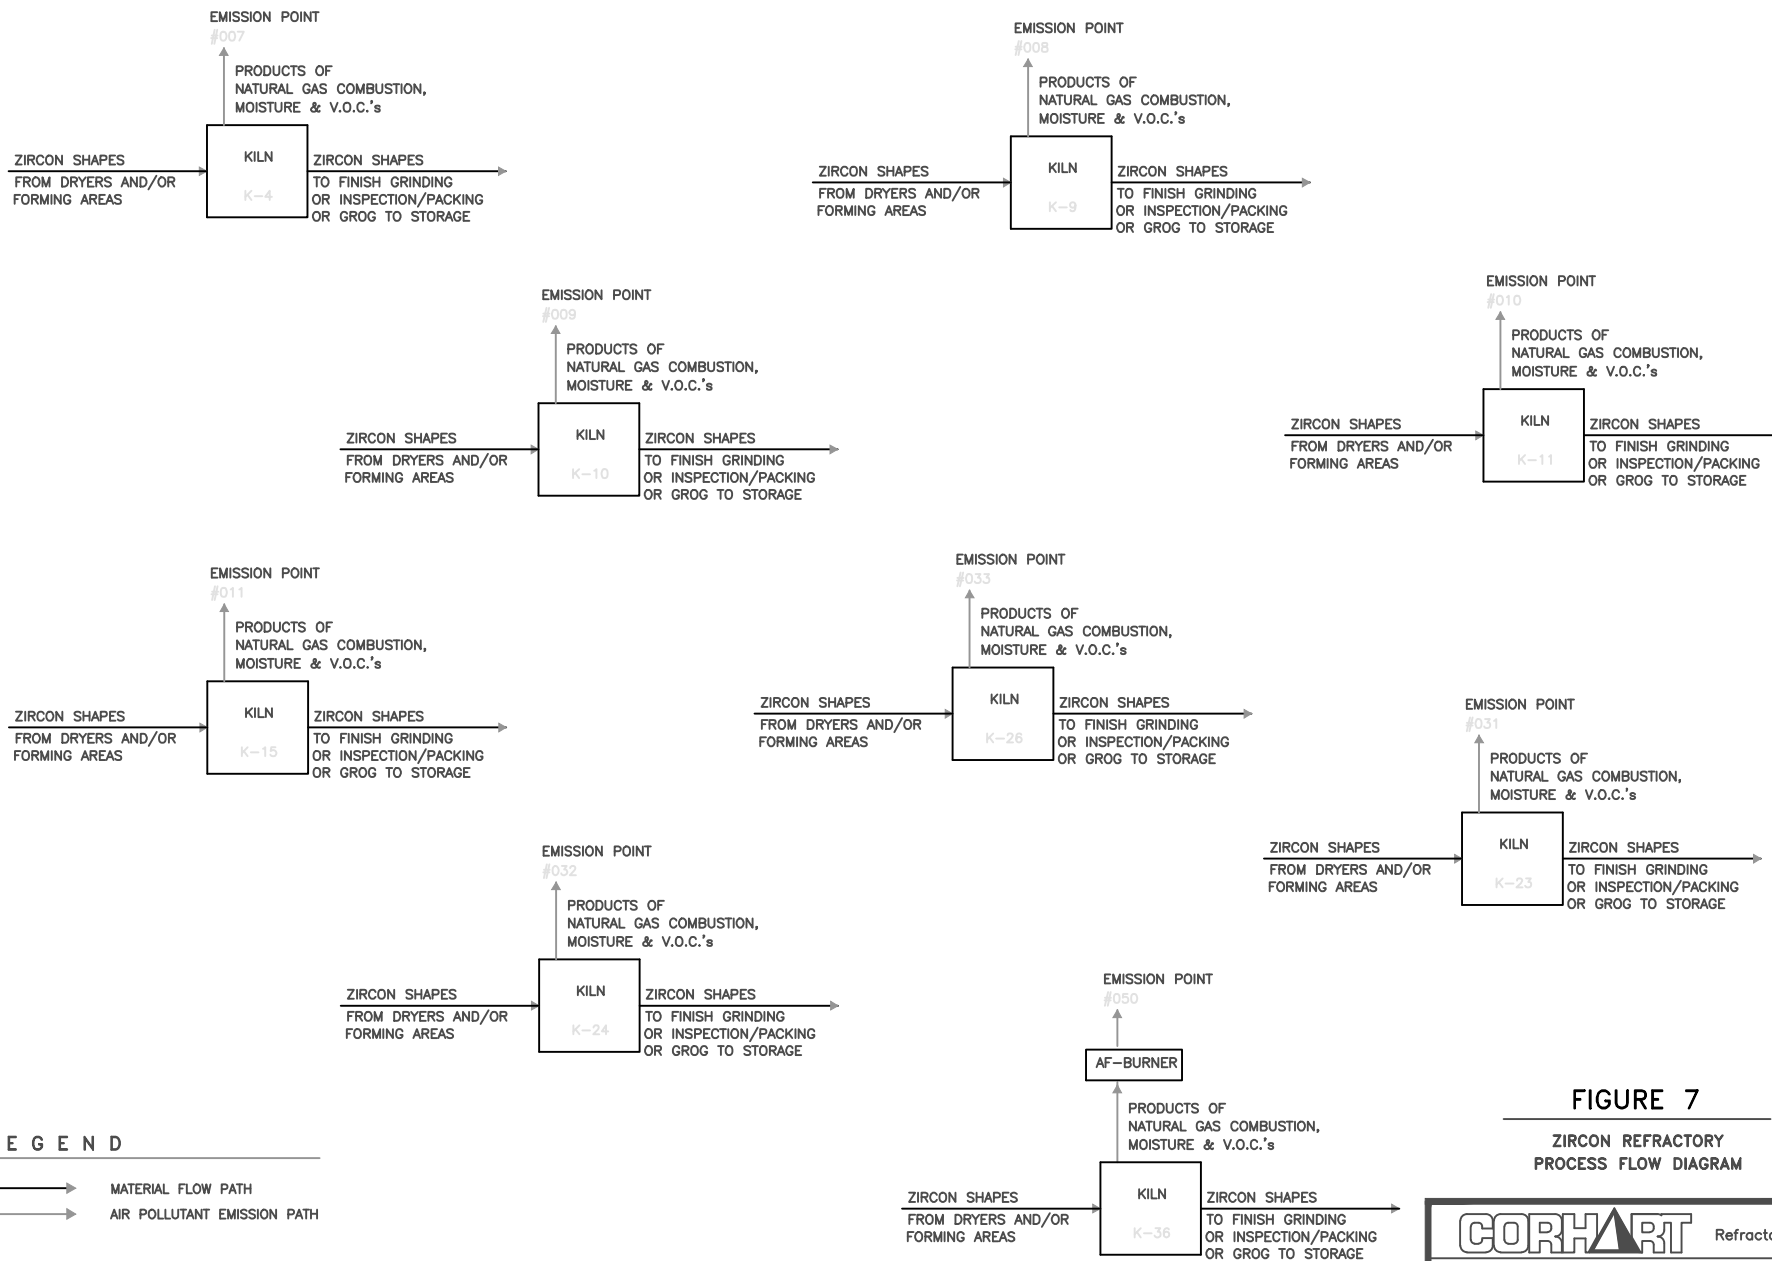 EMISSION POINT
#007
PRODUCTS OF
NATURAL GAS COMBUSTION,
MOISTURE & V.O.C.'s
KILN
K-4
ZIRCON SHAPES
FROM DRYERS AND/OR
FORMING AREAS
ZIRCON SHAPES
TO FINISH GRINDING
OR INSPECTION/PACKING
OR GROG TO STORAGE
EMISSION POINT
#008
PRODUCTS OF
NATURAL GAS COMBUSTION,
MOISTURE & V.O.C.'s
KILN
K-9
ZIRCON SHAPES
FROM DRYERS AND/OR
FORMING AREAS
ZIRCON SHAPES
TO FINISH GRINDING
OR INSPECTION/PACKING
OR GROG TO STORAGE
EMISSION POINT
#009
PRODUCTS OF
NATURAL GAS COMBUSTION,
MOISTURE & V.O.C.'s
KILN
K-10
ZIRCON SHAPES
FROM DRYERS AND/OR
FORMING AREAS
ZIRCON SHAPES
TO FINISH GRINDING
OR INSPECTION/PACKING
OR GROG TO STORAGE
EMISSION POINT
#010
PRODUCTS OF
NATURAL GAS COMBUSTION,
MOISTURE & V.O.C.'s
KILN
K-11
ZIRCON SHAPES
FROM DRYERS AND/OR
FORMING AREAS
ZIRCON SHAPES
TO FINISH GRINDING
OR INSPECTION/PACKING
OR GROG TO STORAGE
EMISSION POINT
#011
PRODUCTS OF
NATURAL GAS COMBUSTION,
MOISTURE & V.O.C.'s
KILN
K-15
ZIRCON SHAPES
FROM DRYERS AND/OR
FORMING AREAS
ZIRCON SHAPES
TO FINISH GRINDING
OR INSPECTION/PACKING
OR GROG TO STORAGE
EMISSION POINT
#033
PRODUCTS OF
NATURAL GAS COMBUSTION,
MOISTURE & V.O.C.'s
KILN
K-26
ZIRCON SHAPES
FROM DRYERS AND/OR
FORMING AREAS
ZIRCON SHAPES
TO FINISH GRINDING
OR INSPECTION/PACKING
OR GROG TO STORAGE
EMISSION POINT
#031
PRODUCTS OF
NATURAL GAS COMBUSTION,
MOISTURE & V.O.C.'s
KILN
K-23
ZIRCON SHAPES
FROM DRYERS AND/OR
FORMING AREAS
ZIRCON SHAPES
TO FINISH GRINDING
OR INSPECTION/PACKING
OR GROG TO STORAGE
EMISSION POINT
#032
PRODUCTS OF
NATURAL GAS COMBUSTION,
MOISTURE & V.O.C.'s
KILN
K-24
ZIRCON SHAPES
FROM DRYERS AND/OR
FORMING AREAS
ZIRCON SHAPES
TO FINISH GRINDING
OR INSPECTION/PACKING
OR GROG TO STORAGE
EMISSION POINT
#050
AF-BURNER
PRODUCTS OF
NATURAL GAS COMBUSTION,
MOISTURE & V.O.C.'s
KILN
K-36
ZIRCON SHAPES
FROM DRYERS AND/OR
FORMING AREAS
ZIRCON SHAPES
TO FINISH GRINDING
OR INSPECTION/PACKING
OR GROG TO STORAGE
E G E N D
MATERIAL FLOW PATH
AIR POLLUTANT EMISSION PATH
FIGURE 7
ZIRCON REFRACTORY
PROCESS FLOW DIAGRAM
CORHART Refracto